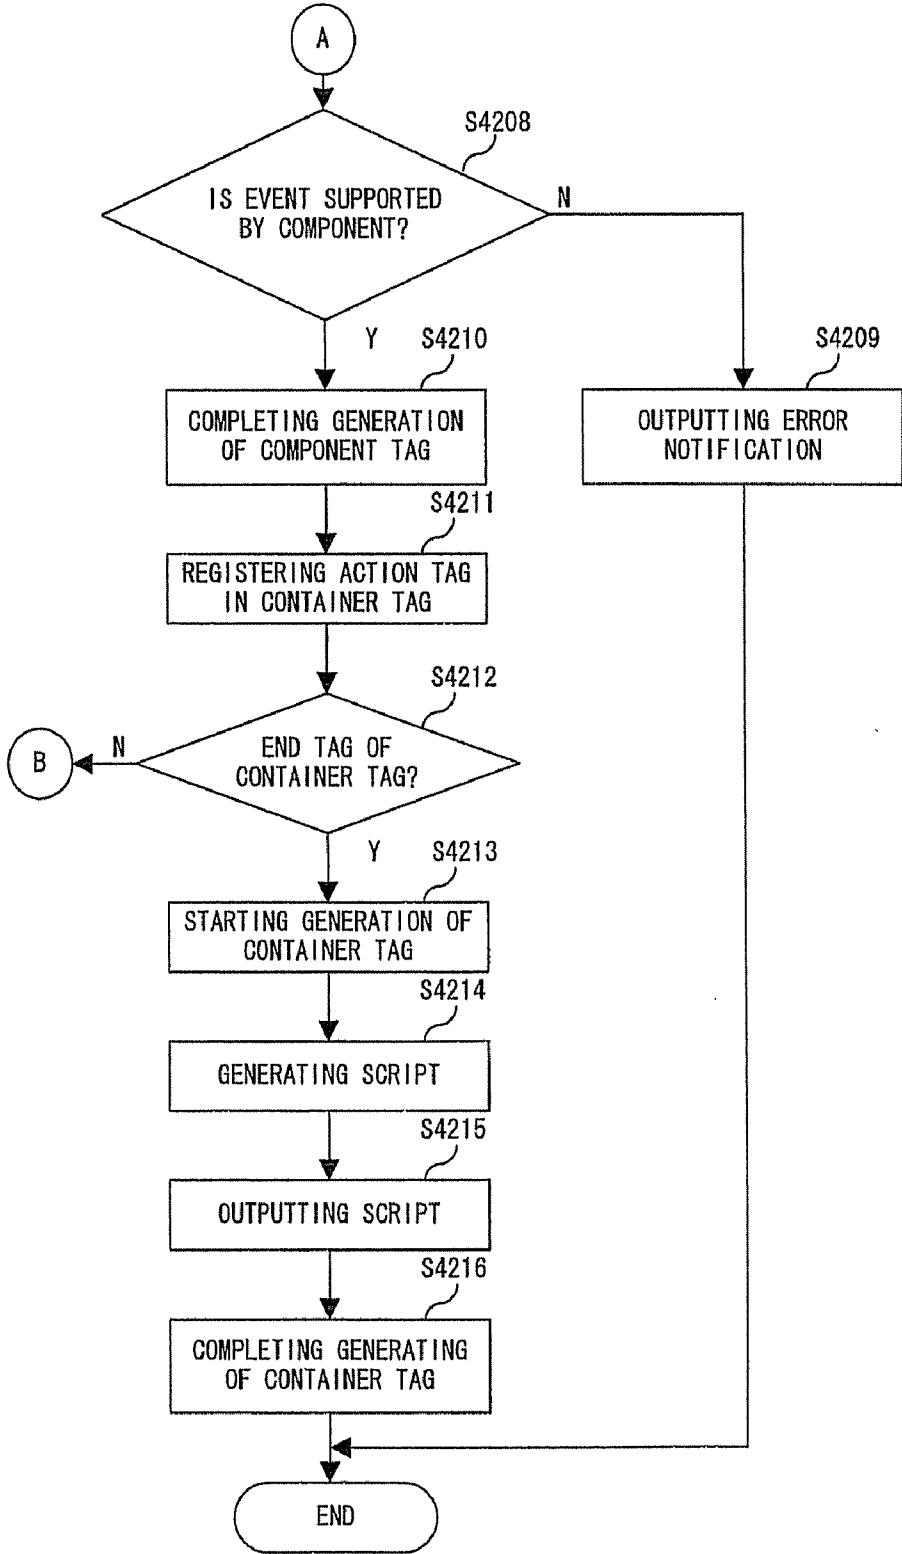 A
S4208
IS EVENT SUPPORTED
BY COMPONENT?
N
Y
S4210
S4209
COMPLETING GENERATION
OF COMPONENT TAG
OUTPUTTING ERROR
NOTIFICATION
S4211
REGISTERING ACTION TAG
IN CONTAINER TAG
S4212
END TAG OF
CONTAINER TAG?
N
B
Y
S4213
STARTING GENERATION OF
CONTAINER TAG
S4214
GENERATING SCRIPT
S4215
OUTPUTTING SCRIPT
S4216
COMPLETING GENERATING
OF CONTAINER TAG
END